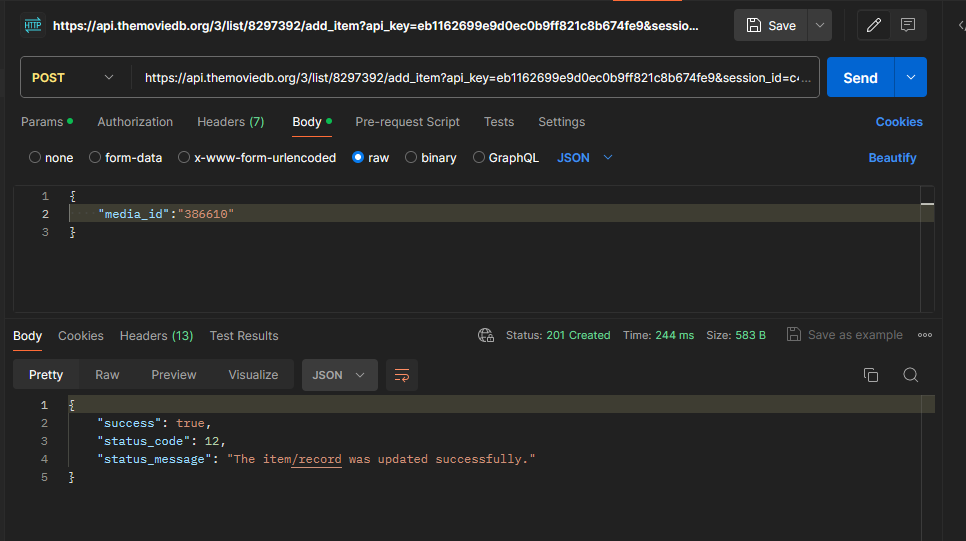 HTTP https://api.themoviedb.org/3/list/8297392/add_item?api_key=eb1162699e9d0ec0b9ff821c8b674fe9&sessio... Save
POST https://api.themoviedb.org/3/list/8297392/add_item?api_key=eb1162699e9d0ec0b9ff821c8b674fe9&session_id=c4... Send
Params Authorization Headers (7) Body Pre-request Script Tests Settings Cookies
none form-data x-www-form-urlencoded raw binary GraphQL JSON Beautify
1 {
2 "media_id":"386610"
3 }
Body Cookies Headers (13) Test Results Status: 201 Created Time: 244 ms Size: 583 B Save as example
Pretty Raw Preview Visualize JSON
1 {
2 "success": true,
3 "status_code": 12,
4 "status_message": "The item/record was updated successfully."
5 }